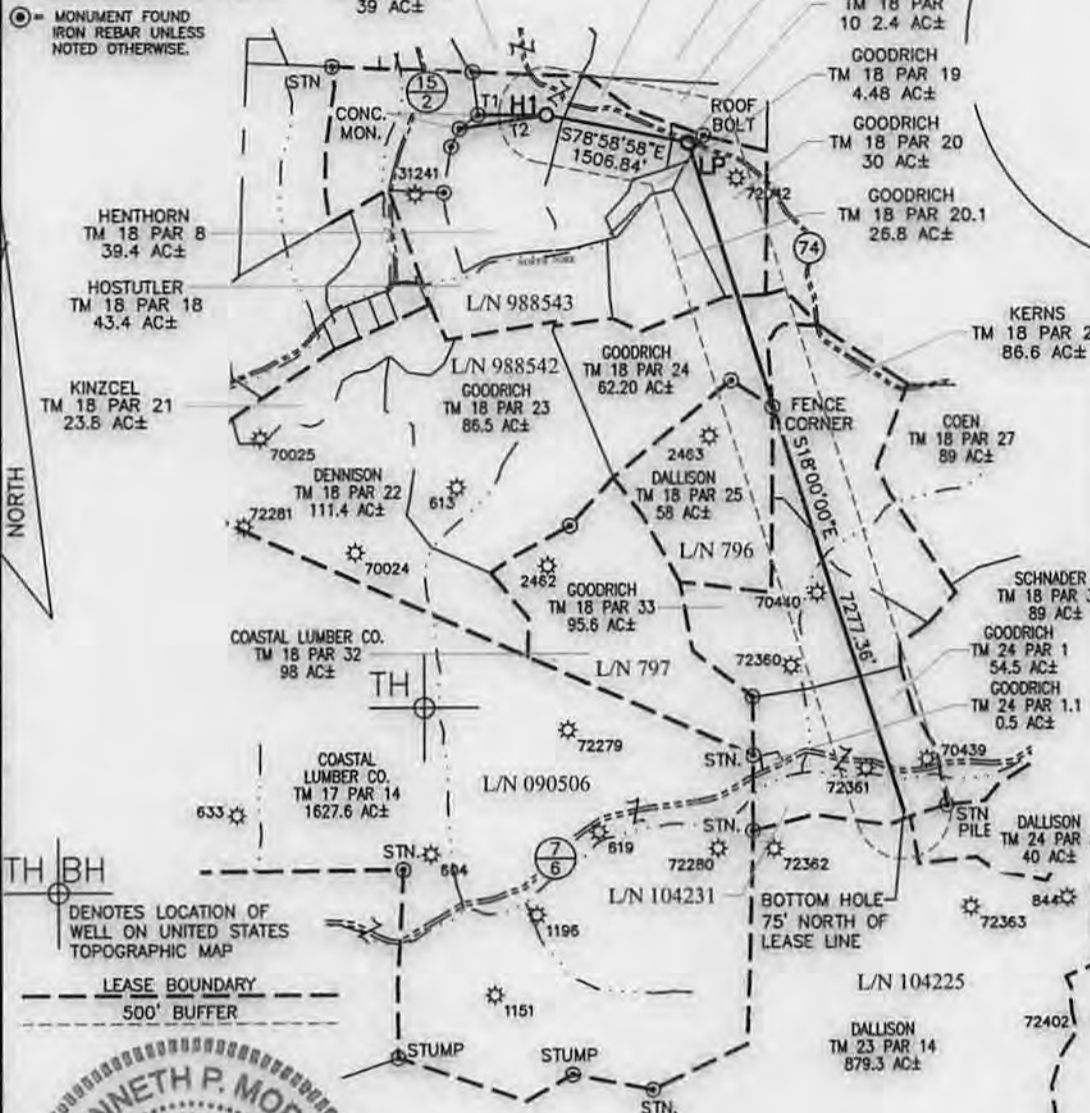 39 AC±
MONUMENT FOUND
IRON REBAR UNLESS
NOTED OTHERWISE.
TM 18 PAR
10 2.4 AC±
GOODRICH
TM 18 PAR 19
4.48 AC±
GOODRICH
TM 18 PAR 20
30 AC±
GOODRICH
TM 18 PAR 20.1
26.8 AC±
STN
15
2
CONC.
MON.
T1
H1
T2
S78°58'58"E
1506.84'
ROOF
BOLT
LP
72042
74
31241
HENTHORN
TM 18 PAR 8
39.4 AC±
HOSTUTLER
TM 18 PAR 18
43.4 AC±
L/N 988543
KERNS
TM 18 PAR 2
86.6 AC±
L/N 988542
GOODRICH
TM 18 PAR 24
62.20 AC±
GOODRICH
TM 18 PAR 23
86.5 AC±
KINZCEL
TM 18 PAR 21
23.8 AC±
FENCE
CORNER
COEN
TM 18 PAR 27
89 AC±
70025
2463
S18°00'00"E
7277.36'
DENNISON
TM 18 PAR 22
111.4 AC±
613
DALLISON
TM 18 PAR 25
58 AC±
NORTH
72281
70024
L/N 796
2462
GOODRICH
TM 18 PAR 33
95.6 AC±
70440
SCHNADER
TM 18 PAR 3
89 AC±
GOODRICH
TM 24 PAR 1
54.5 AC±
GOODRICH
TM 24 PAR 1.1
0.5 AC±
COASTAL LUMBER CO.
TM 18 PAR 32
98 AC±
L/N 797
72360
TH
72279
STN.
70439
72361
COASTAL
LUMBER CO.
TM 17 PAR 14
1627.6 AC±
L/N 090506
633
STN.
STN
PILE
DALLISON
TM 24 PAR
40 AC±
619
7
6
72280
72362
STN.
604
TH BH
DENOTES LOCATION OF
WELL ON UNITED STATES
TOPOGRAPHIC MAP
L/N 104231
BOTTOM HOLE
75' NORTH OF
LEASE LINE
844
72363
1196
LEASE BOUNDARY
500' BUFFER
L/N 104225
1151
DALLISON
TM 23 PAR 14
879.3 AC±
72402
STUMP
STUMP
STN.
NNETH P. MO